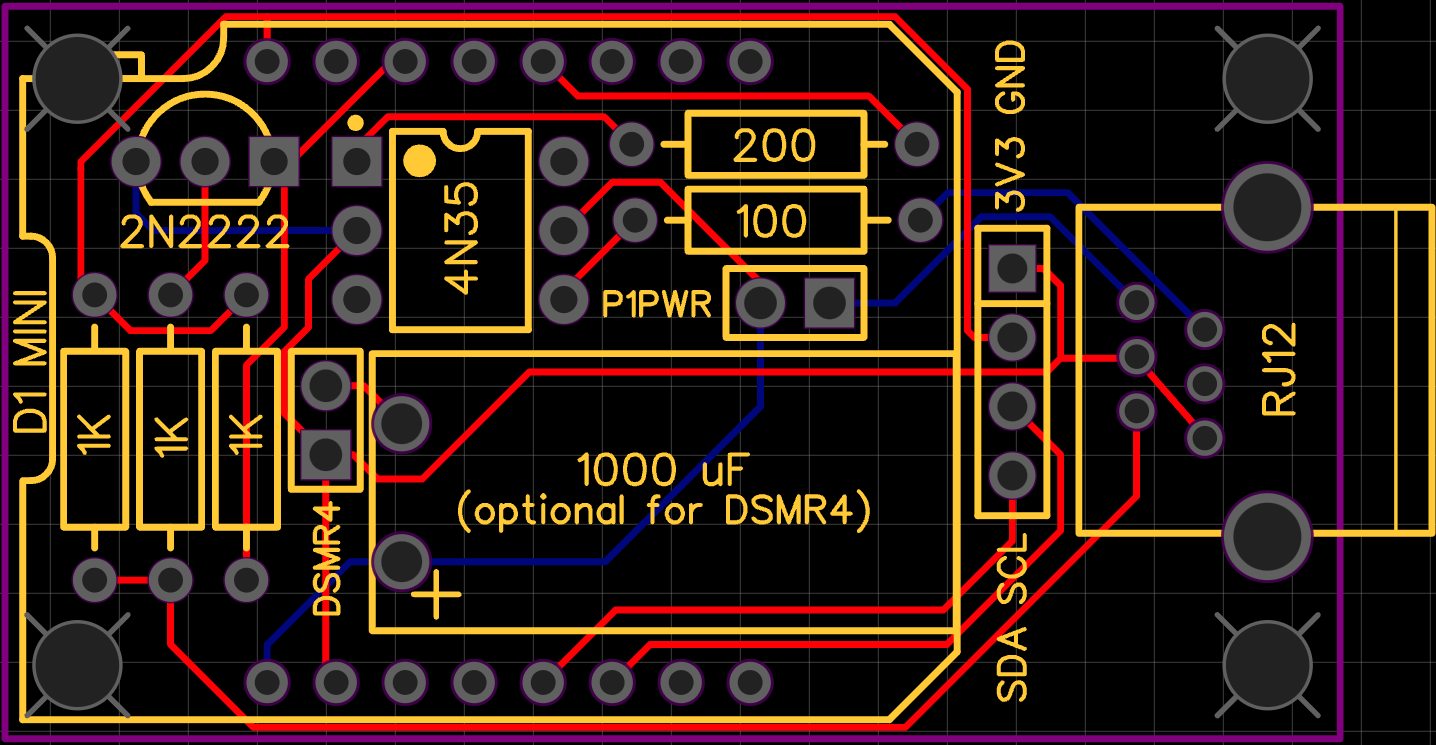 3V3 GND
200
4N35
2N2222
100
P1PWR
D1 MINI
1K
1K
1K
RJ12
1000 uF
(optional for DSMR4)
DSMR4
+
SDA SCL